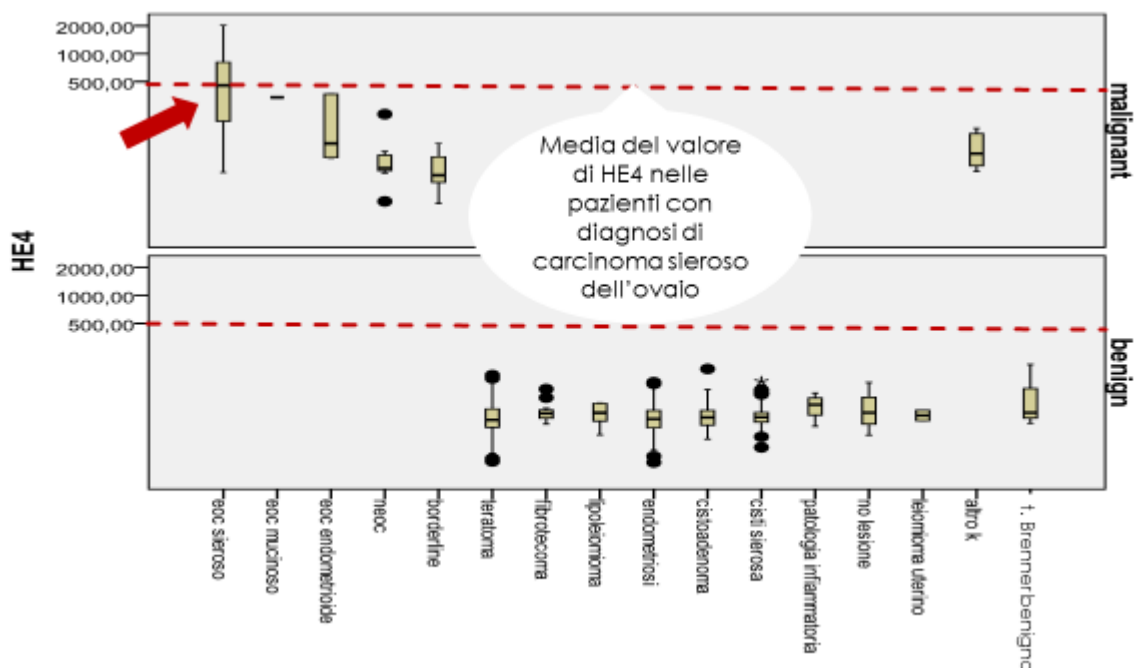 2000,00
1000,00
500,00
malignant
Media del valore
di HE4 nelle
pazienti con
diagnosi di
carcinoma sieroso
dell'ovaio
HE4
2000,00
1000,00
500,00
benign
eoc sieroso
eoc mucinoso
eoc endometrioide
neoc
borderline
teratoma
fibrotecoma
lipoleiomioma
endometriosi
cistoadenoma
cisti sierosa
patologia infiammatoria
no lesione
leiomioma uterino
altro k
t. Brenner benigno